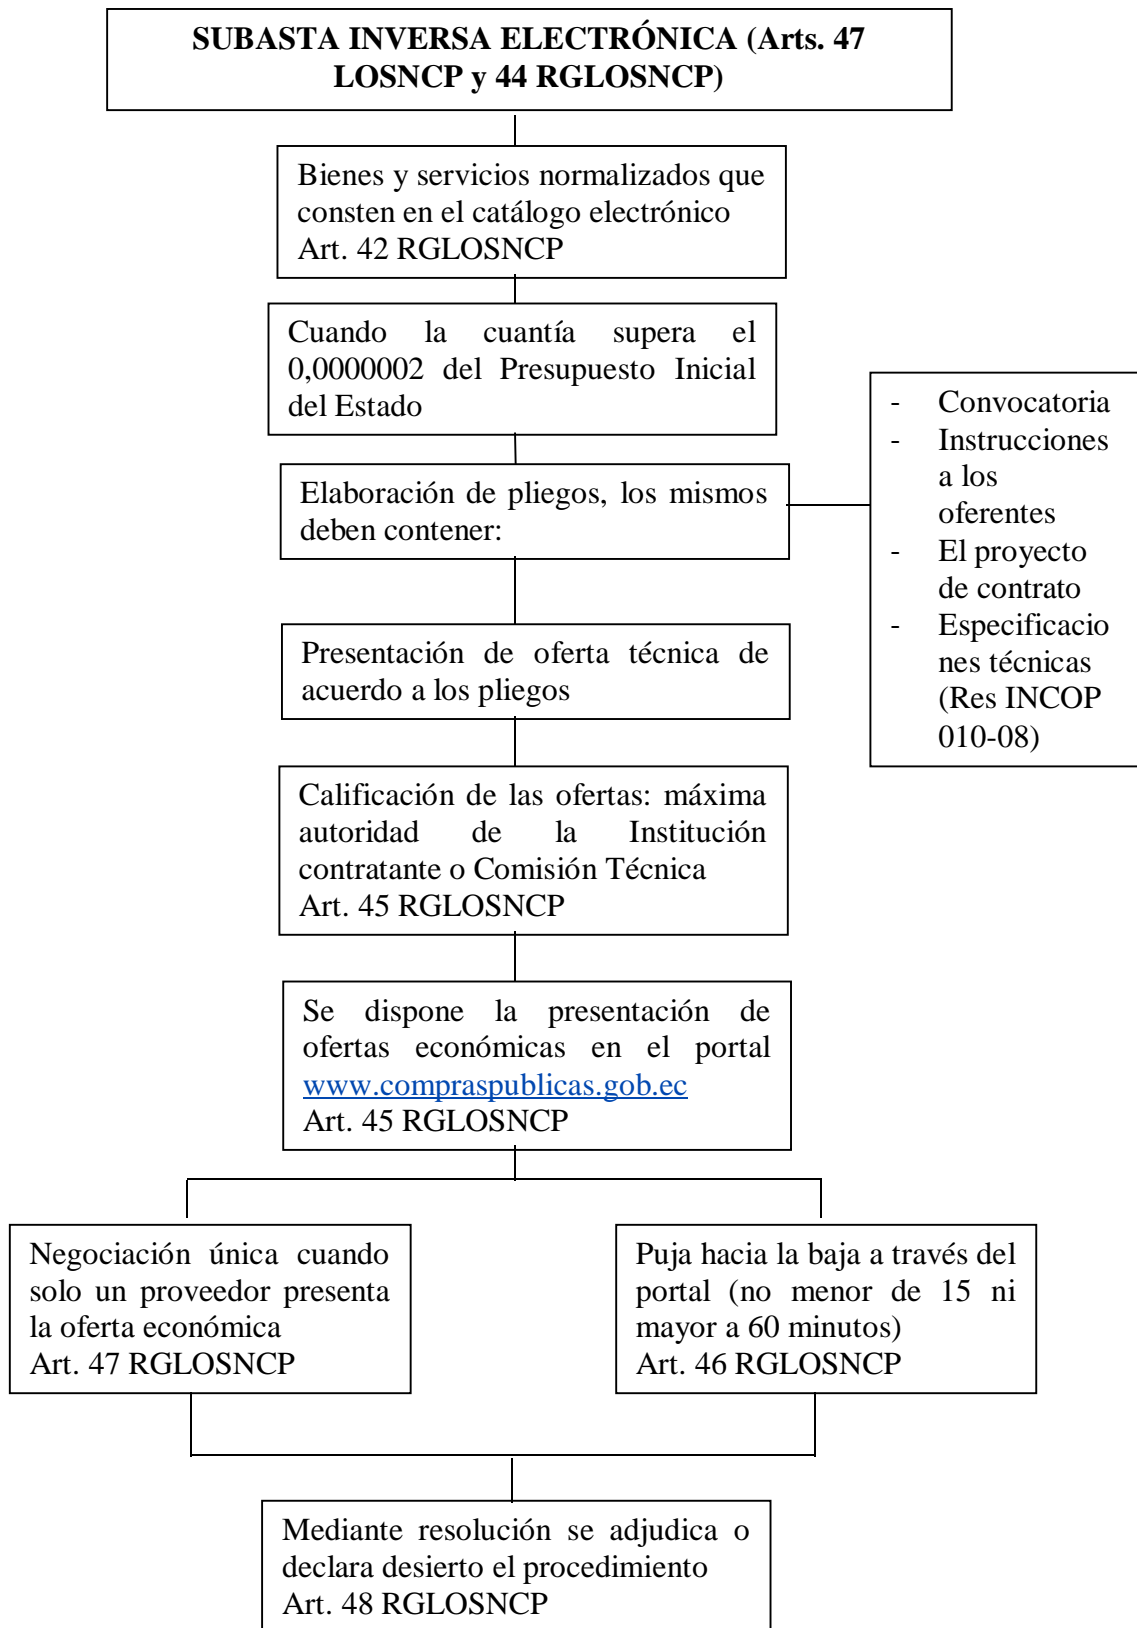 SUBASTA INVERSA ELECTRÓNICA (Arts. 47
LOSNCP y 44 RGLOSNCP)
Bienes y servicios normalizados que
consten en el catálogo electrónico
Art. 42 RGLOSNCP
Cuando la cuantía supera el
0,0000002 del Presupuesto Inicial
del Estado
Elaboración de pliegos, los mismos
deben contener:
- Convocatoria
- Instrucciones
a los
oferentes
- El proyecto
de contrato
- Especificacio
nes técnicas
(Res INCOP
010-08)
Presentación de oferta técnica de
acuerdo a los pliegos
Calificación de las ofertas: máxima
autoridad de la Institución
contratante o Comisión Técnica
Art. 45 RGLOSNCP
Se dispone la presentación de
ofertas económicas en el portal
www.compraspublicas.gob.ec
Art. 45 RGLOSNCP
Negociación única cuando
solo un proveedor presenta
la oferta económica
Art. 47 RGLOSNCP
Puja hacia la baja a través del
portal (no menor de 15 ni
mayor a 60 minutos)
Art. 46 RGLOSNCP
Mediante resolución se adjudica o
declara desierto el procedimiento
Art. 48 RGLOSNCP